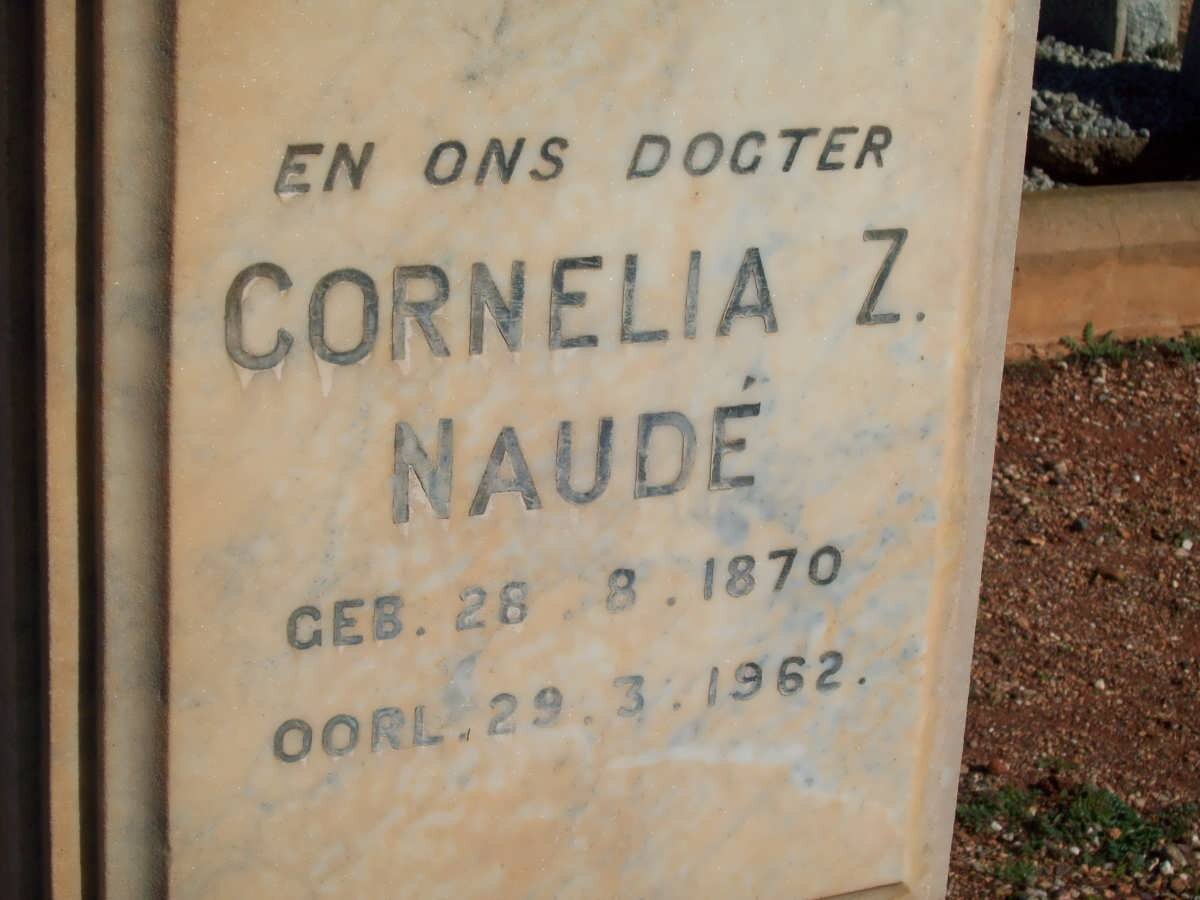 EN ONS DOGTER
CORNELIA Z.
NAUDÉ
GEB. 28.8.1870
OORL. 29.3.1962.